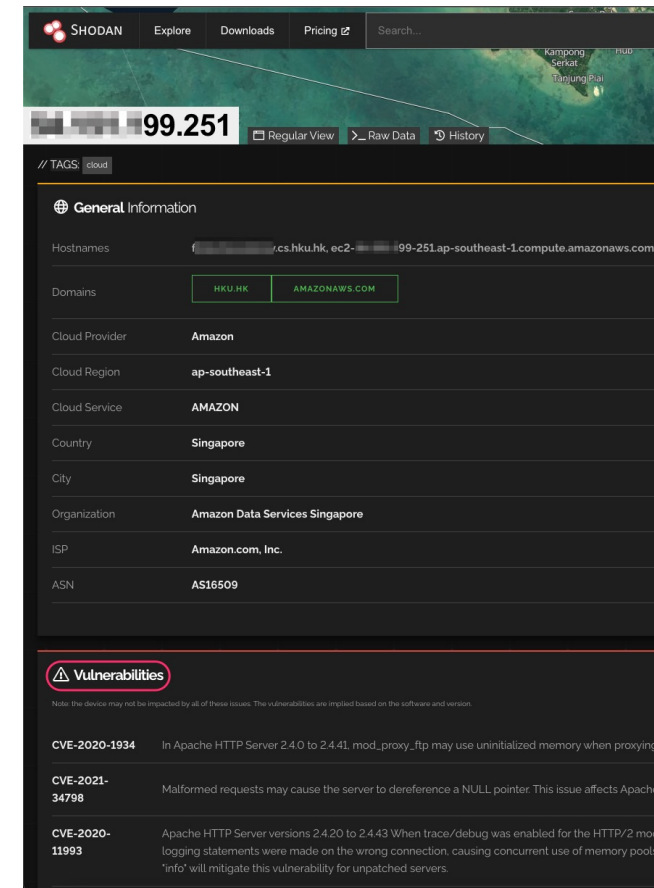 SHODAN Explore Downloads Pricing Search...
Kampong
Serkat
Tanjung Piai
Hub
99.251 Regular View >_ Raw Data History
// TAGS: cloud
General Information
Hostnames f .cs.hku.hk, ec2- 99-251.ap-southeast-1.compute.amazonaws.com
Domains HKU.HK AMAZONAWS.COM
Cloud Provider Amazon
Cloud Region ap-southeast-1
Cloud Service AMAZON
Country Singapore
City Singapore
Organization Amazon Data Services Singapore
ISP Amazon.com, Inc.
ASN AS16509
Vulnerabilities
Note: the device may not be impacted by all of these issues. The vulnerabilities are implied based on the software and version.
CVE-2020-1934 In Apache HTTP Server 2.4.0 to 2.4.41, mod_proxy_ftp may use uninitialized memory when proxying
CVE-2021-
34798 Malformed requests may cause the server to dereference a NULL pointer. This issue affects Apache
CVE-2020-
11993 Apache HTTP Server versions 2.4.20 to 2.4.43 When trace/debug was enabled for the HTTP/2 mo
logging statements were made on the wrong connection, causing concurrent use of memory pools
"info" will mitigate this vulnerability for unpatched servers.